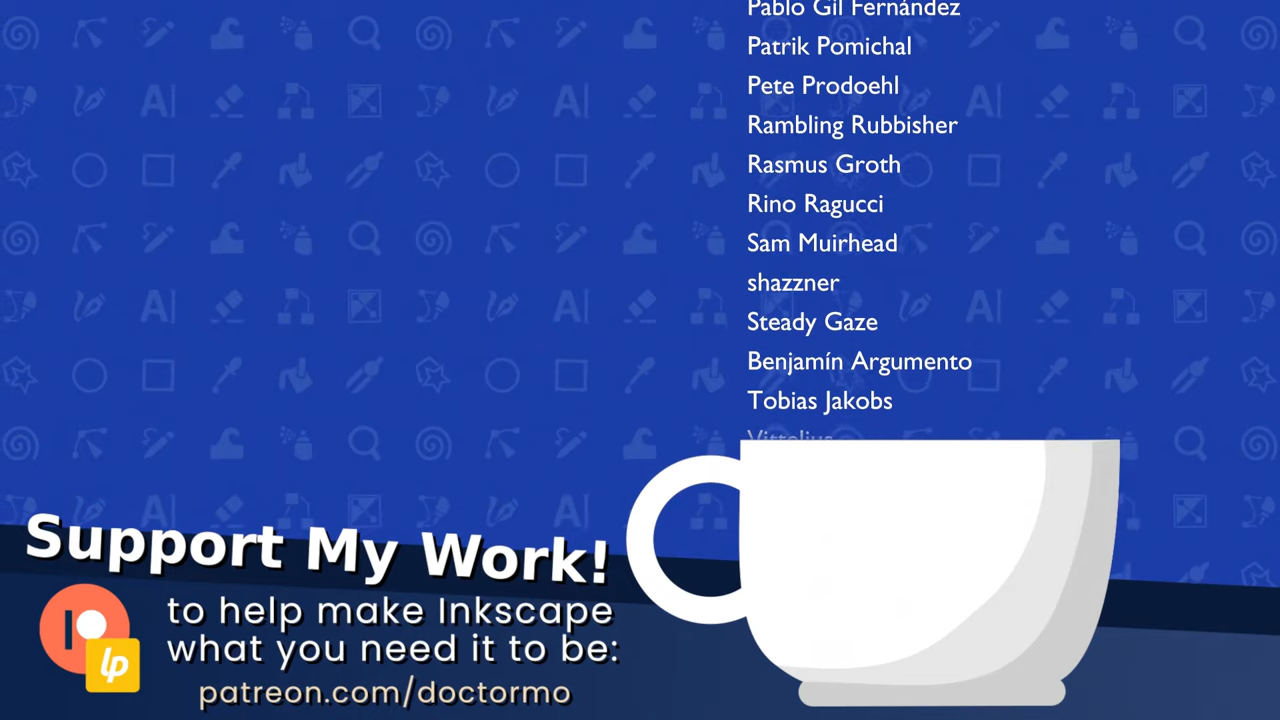 Pablo Gil Fernández
Patrik Pomichal
Pete Prodoehl
Rambling Rubbisher
Rasmus Groth
Rino Ragucci
Sam Muirhead
shazzner
Steady Gaze
Benjamín Argumento
Tobias Jakobs
Vittelius
Support My Work!
to help make Inkscape
what you need it to be:
lp
patreon.com/doctormo